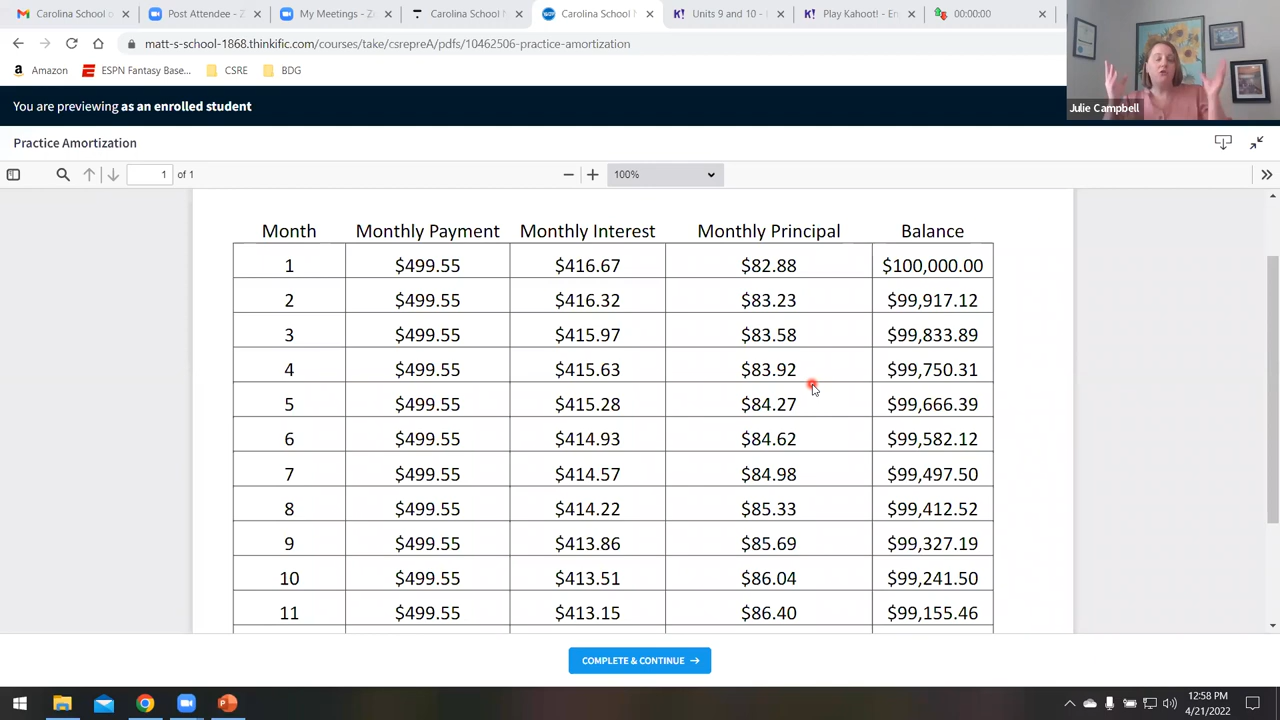 Carolina School o
Post Attendee - Z
My Meetings - Z
Carolina School N
Carolina School N
Units 9 and 10 -
Play Kahoot! - En
00:00:00
matt-s-school-1868.thinkific.com/courses/take/csrepreA/pdfs/10462506-practice-amortization
Amazon ESPN Fantasy Base... CSRE BDG
Julie Campbell
You are previewing as an enrolled student
Practice Amortization
1 of 1 100%
Month Monthly Payment Monthly Interest Monthly Principal Balance
1 $499.55 $416.67 $82.88 $100,000.00
2 $499.55 $416.32 $83.23 $99,917.12
3 $499.55 $415.97 $83.58 $99,833.89
4 $499.55 $415.63 $83.92 $99,750.31
5 $499.55 $415.28 $84.27 $99,666.39
6 $499.55 $414.93 $84.62 $99,582.12
7 $499.55 $414.57 $84.98 $99,497.50
8 $499.55 $414.22 $85.33 $99,412.52
9 $499.55 $413.86 $85.69 $99,327.19
10 $499.55 $413.51 $86.04 $99,241.50
11 $499.55 $413.15 $86.40 $99,155.46
COMPLETE & CONTINUE →
12:58 PM
4/21/2022